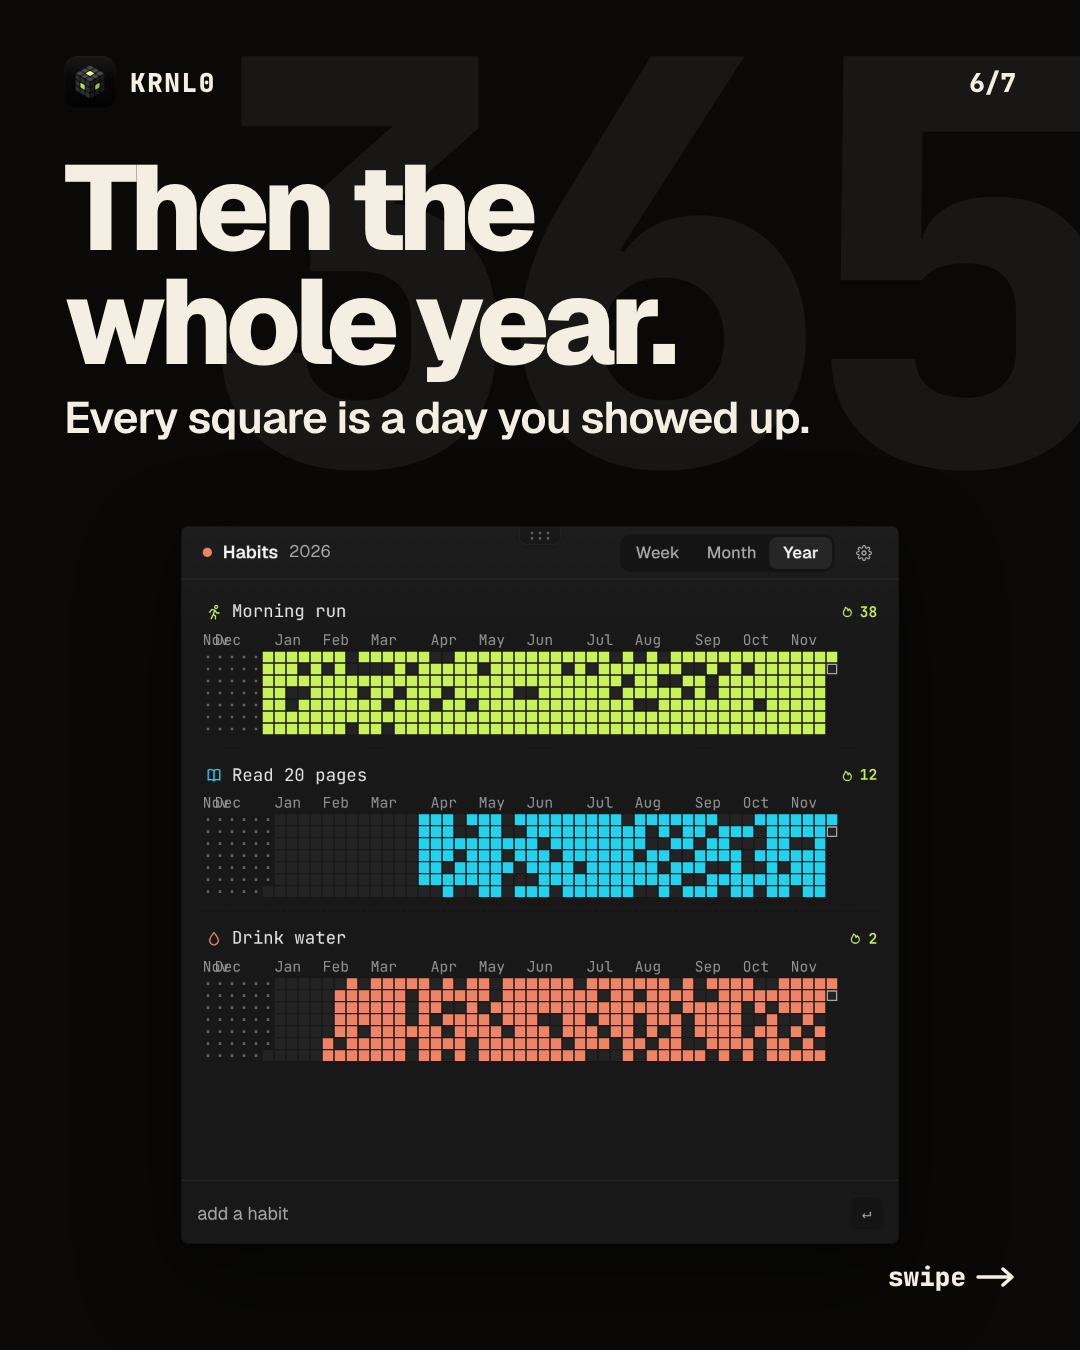 KRNL0
6/7
365
Then the
whole year.
Every square is a day you showed up.
Habits 2026
Week Month Year
Morning run
38
Nov Dec Jan Feb Mar Apr May Jun Jul Aug Sep Oct Nov
Read 20 pages
12
Nov Dec Jan Feb Mar Apr May Jun Jul Aug Sep Oct Nov
Drink water
2
Nov Dec Jan Feb Mar Apr May Jun Jul Aug Sep Oct Nov
add a habit
↵
swipe →